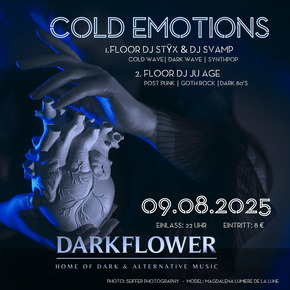 COLD EMOTIONS
1.FLOOR DJ STŸX & DJ SVAMP
COLD WAVE| DARK WAVE | SYNTHPOP
2. FLOOR DJ JU AGE
POST PUNK | GOTH ROCK |DARK 80'S
09.08.2025
EINLASS: 22 UHR EINTRITT: 8 €
DARKFLOWER
HOME OF DARK & ALTERNATIVE MUSIC
PHOTO: SEIFFER PHOTOGRAPHY - MODEL: MAGDALENA LUMIERE DE LA LUNE